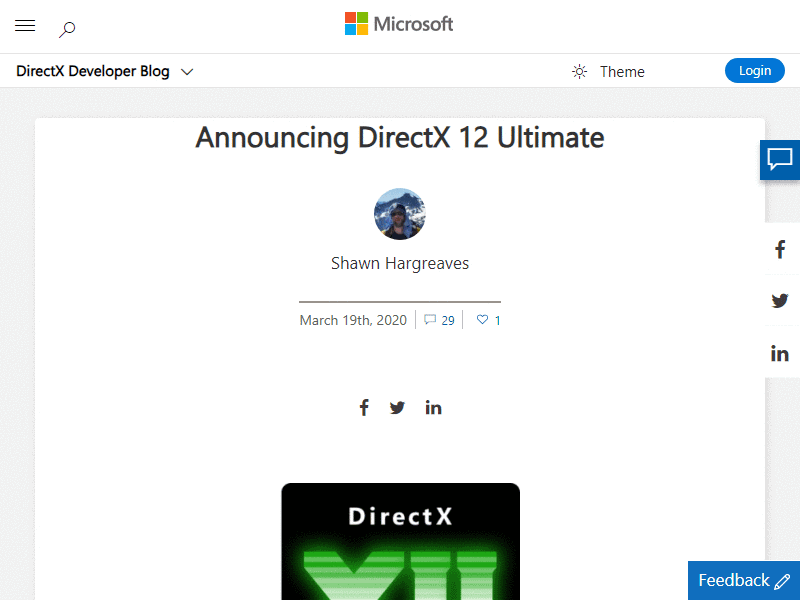 Microsoft
DirectX Developer Blog
Theme
Login
Announcing DirectX 12 Ultimate
Shawn Hargreaves
March 19th, 2020
29
1
DirectX
XII
Feedback